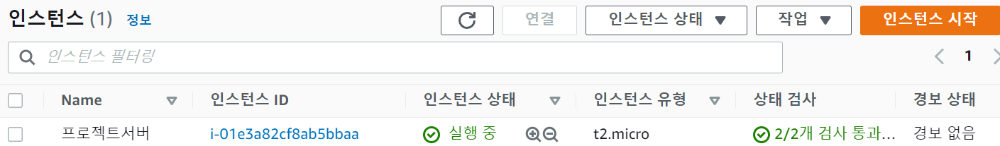 인스턴스 (1) 정보 연결 인스턴스 상태 작업 인스턴스 시작
인스턴스 필터링 1
Name 인스턴스 ID 인스턴스 상태 인스턴스 유형 상태 검사 경보 상태
프로젝트서버 i-01e3a82cf8ab5bbaa 실행 중 t2.micro 2/2개 검사 통과... 경보 없음